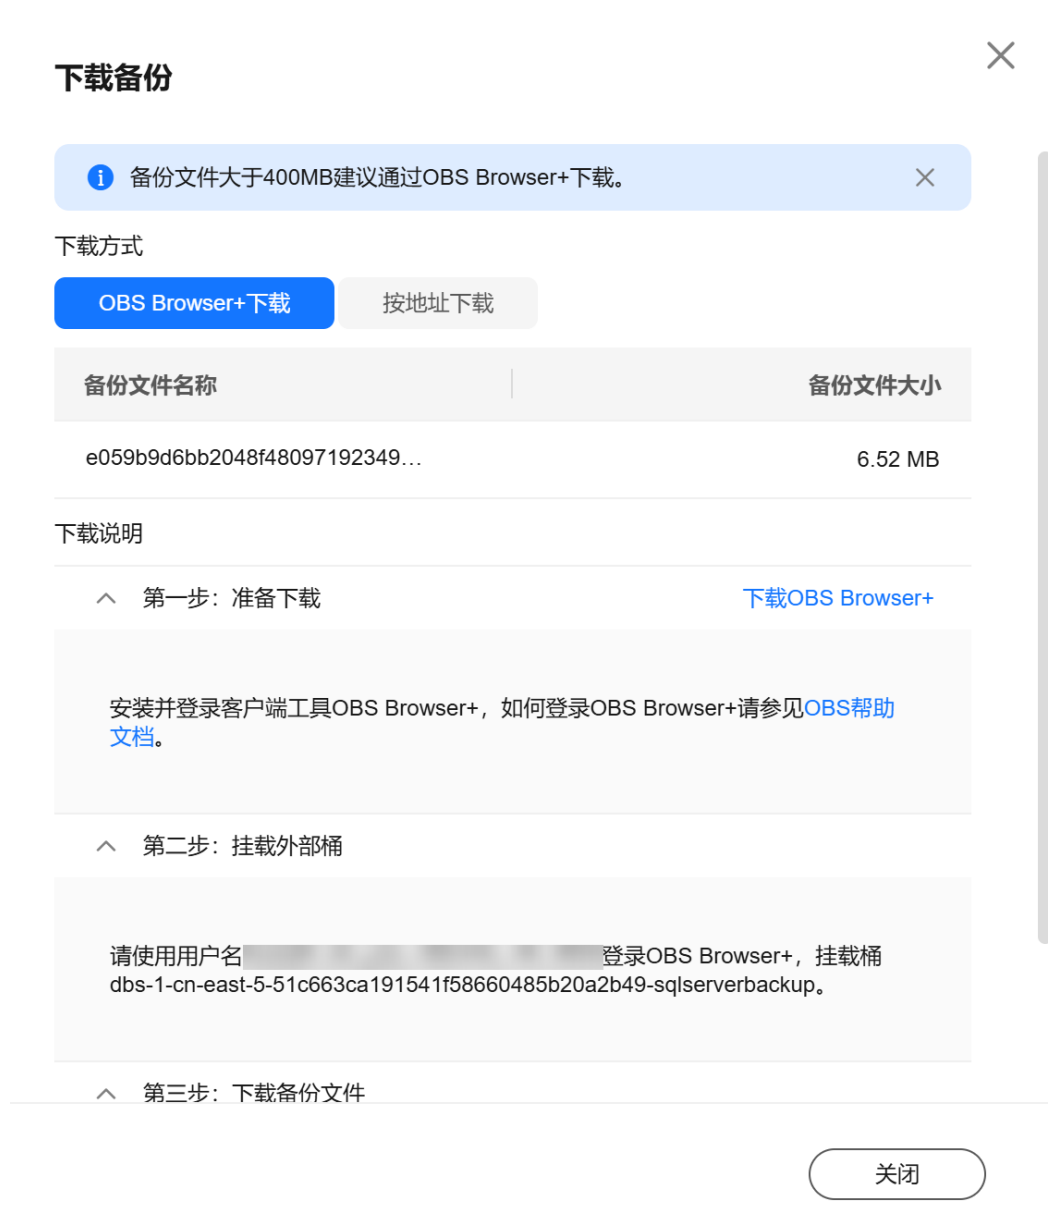 下载备份
备份文件大于400MB建议通过OBS Browser+下载。
下载方式
OBS Browser+下载 按地址下载
备份文件名称 备份文件大小
e059b9d6bb2048f48097192349... 6.52 MB
下载说明
第一步：准备下载 下载OBS Browser+
安装并登录客户端工具OBS Browser+，如何登录OBS Browser+请参见OBS帮助
文档。
第二步：挂载外部桶
请使用用户名 登录OBS Browser+，挂载桶
dbs-1-cn-east-5-51c663ca191541f58660485b20a2b49-sqlserverbackup。
第三步：下载备份文件
关闭